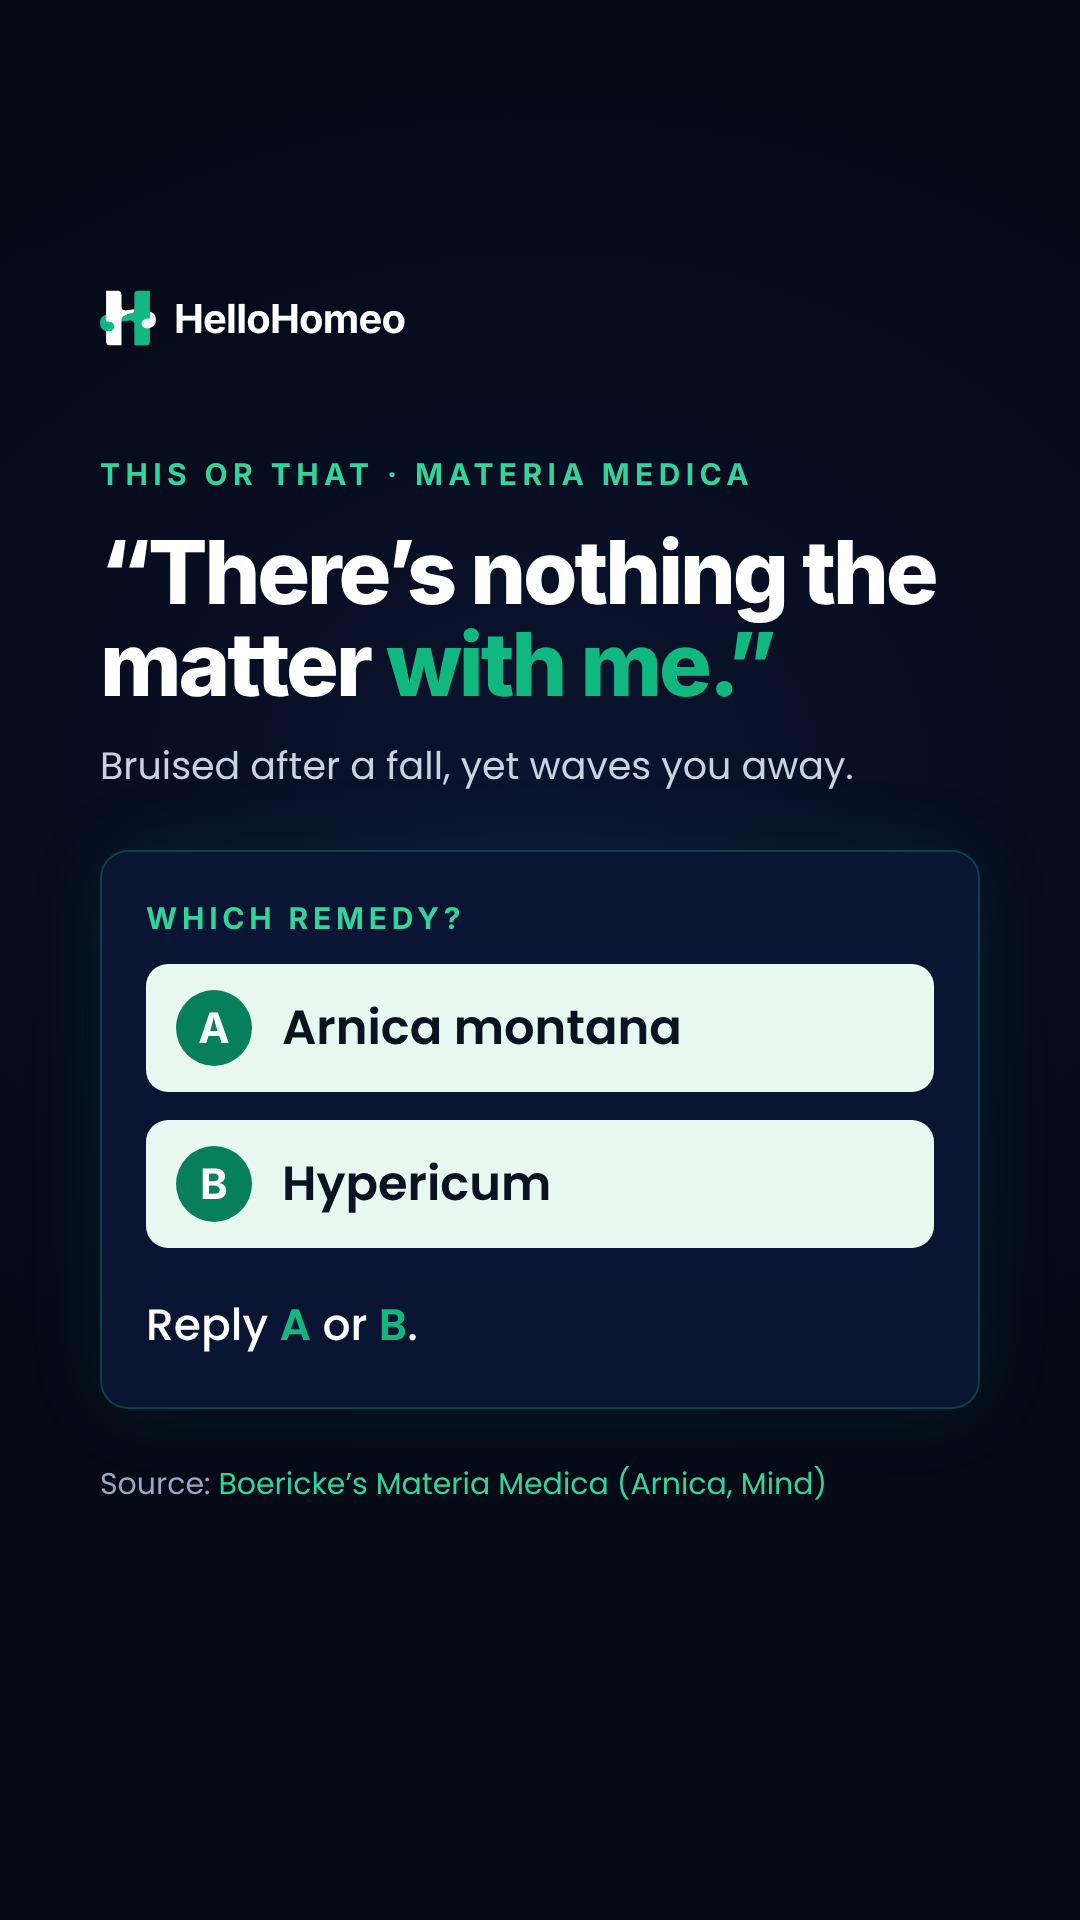 HelloHomeo
THIS OR THAT · MATERIA MEDICA
“There’s nothing the
matter with me.”
Bruised after a fall, yet waves you away.
WHICH REMEDY?
A Arnica montana
B Hypericum
Reply A or B.
Source: Boericke’s Materia Medica (Arnica, Mind)